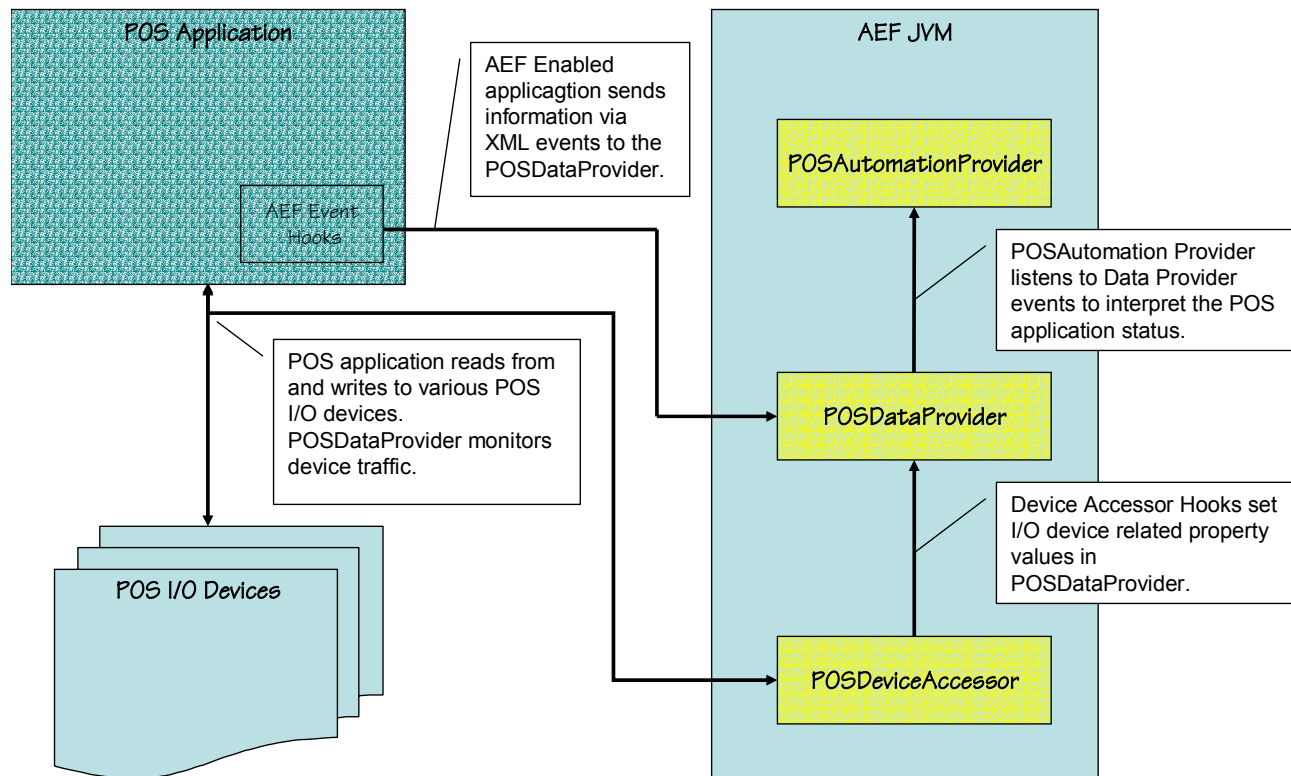 POS Application
AEF Event
Hooks
AEF Enabled
applicagtion sends
information via
XML events to the
POSDataProvider.
AEF JVM
POSAutomationProvider
POSAutomation Provider
listens to Data Provider
events to interpret the POS
application status.
POS application reads from
and writes to various POS
I/O devices.
POSDataProvider monitors
device traffic.
POSDataProvider
Device Accessor Hooks set
I/O device related property
values in
POSDataProvider.
POS I/O Devices
POSDeviceAccessor